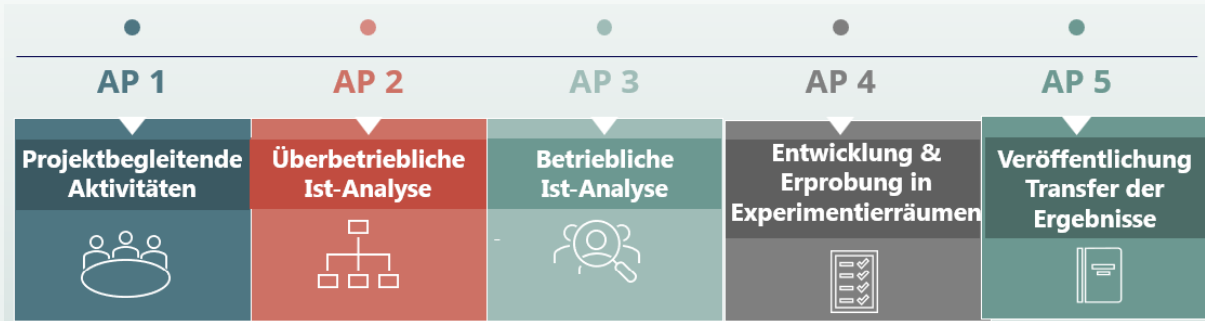 AP 1
AP 2
AP 3
AP 4
AP 5
Projektbegleitende
Aktivitäten
Überbetriebliche
Ist-Analyse
Betriebliche
Ist-Analyse
Entwicklung &
Erprobung in
Experimentierräumen
Veröffentlichung
Transfer der
Ergebnisse
-